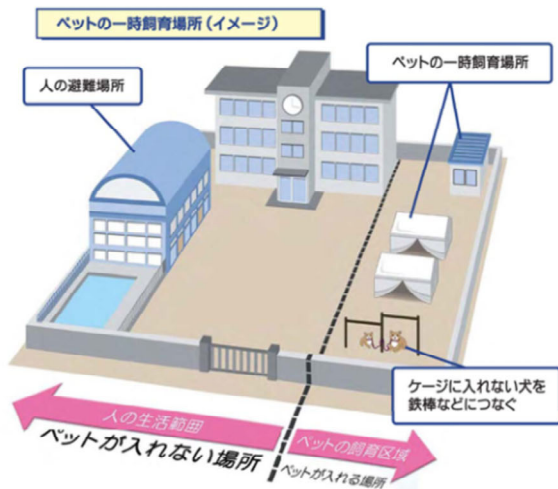 ペットの一時飼育場所(イメージ)
人の避難場所
ペットの一時飼育場所
ケージに入れない犬を
鉄棒などにつなぐ
人の生活範囲
ペットが入れない場所
ペットの飼育区域
ペットが入れる場所